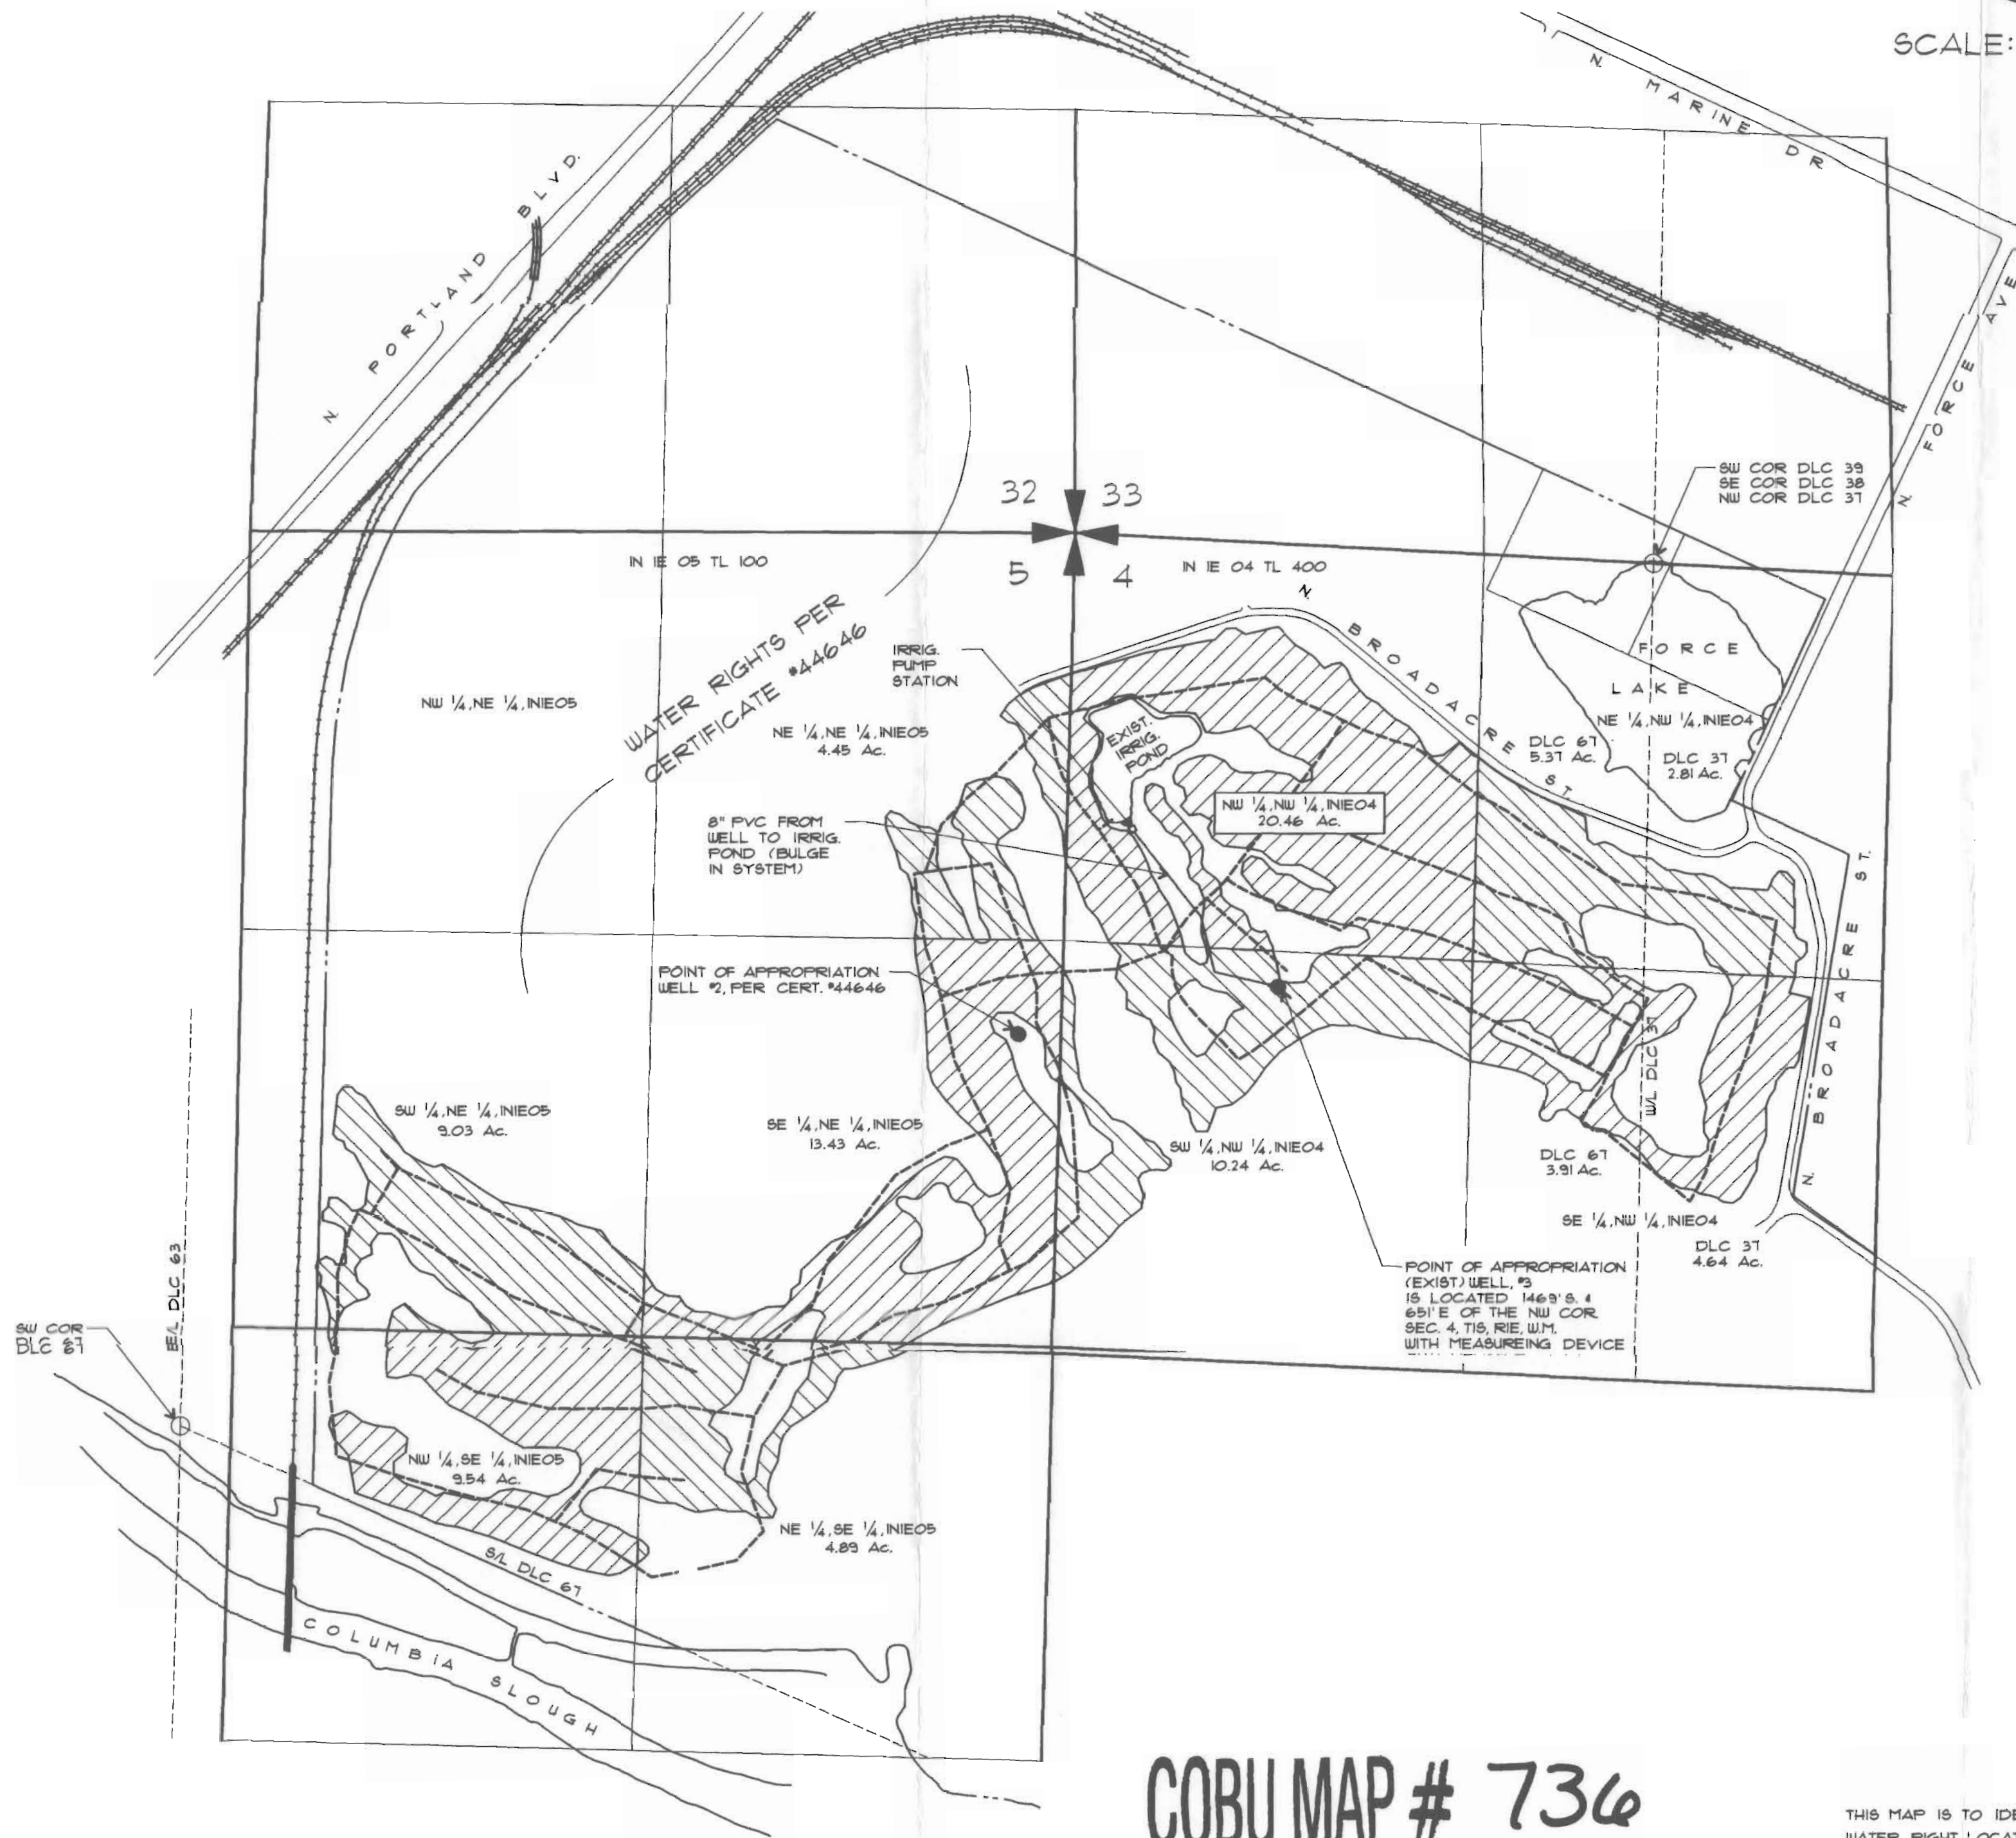 SCALE:
N. MARINE DR
N. PORTLAND BLVD.
N. FORCE AVE
SW COR DLC 39
SE COR DLC 38
NW COR DLC 37
32 33
5 4
IN IE 05 TL 100
IN IE 04 TL 400
WATER RIGHTS PER
CERTIFICATE #44646
IRRIG.
PUMP
STATION
N. BROADACRE ST.
FORCE
LAKE
NW 1/4, NE 1/4, INIE05
NE 1/4, NE 1/4, INIE05
4.45 Ac.
EXIST.
IRRIG.
POND
NE 1/4, NW 1/4, INIE04
DLC 67
5.37 Ac.
DLC 37
2.81 Ac.
NW 1/4, NW 1/4, INIE04
20.46 Ac.
8" PVC FROM
WELL TO IRRIG.
POND (BULGE
IN SYSTEM)
N. BROADACRE ST.
POINT OF APPROPRIATION
WELL #2, PER CERT. #44646
W/L DLC 37
SW 1/4, NE 1/4, INIE05
9.03 Ac.
SE 1/4, NE 1/4, INIE05
13.43 Ac.
SW 1/4, NW 1/4, INIE04
10.24 Ac.
DLC 67
3.91 Ac.
SE 1/4, NW 1/4, INIE04
DLC 37
4.64 Ac.
POINT OF APPROPRIATION
(EXIST) WELL, #3
IS LOCATED 1469' S. &
651' E OF THE NW COR
SEC. 4, T1S, R1E, W.M.
WITH MEASUREING DEVICE
E/L DLC 63
SW COR
DLC 67
NW 1/4, SE 1/4, INIE05
9.54 Ac.
NE 1/4, SE 1/4, INIE05
4.89 Ac.
S/L DLC 67
COLUMBIA SLOUGH
COBU MAP # 736
THIS MAP IS TO IDE
WATER RIGHT LOCAT